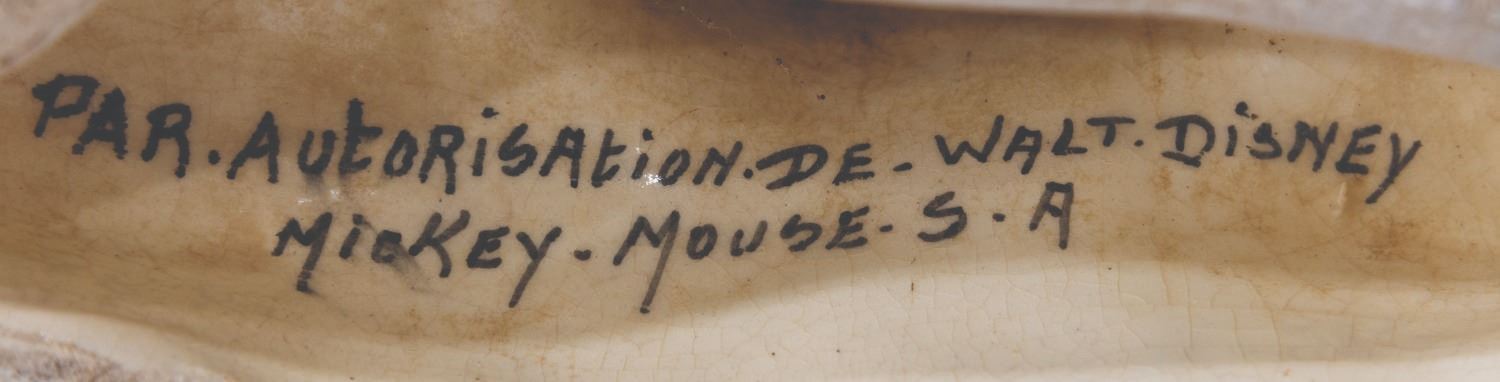 PAR.AUtORiSAtiON.DE-WALT.DiSNEY
MicKEY-MOUSE-S-A